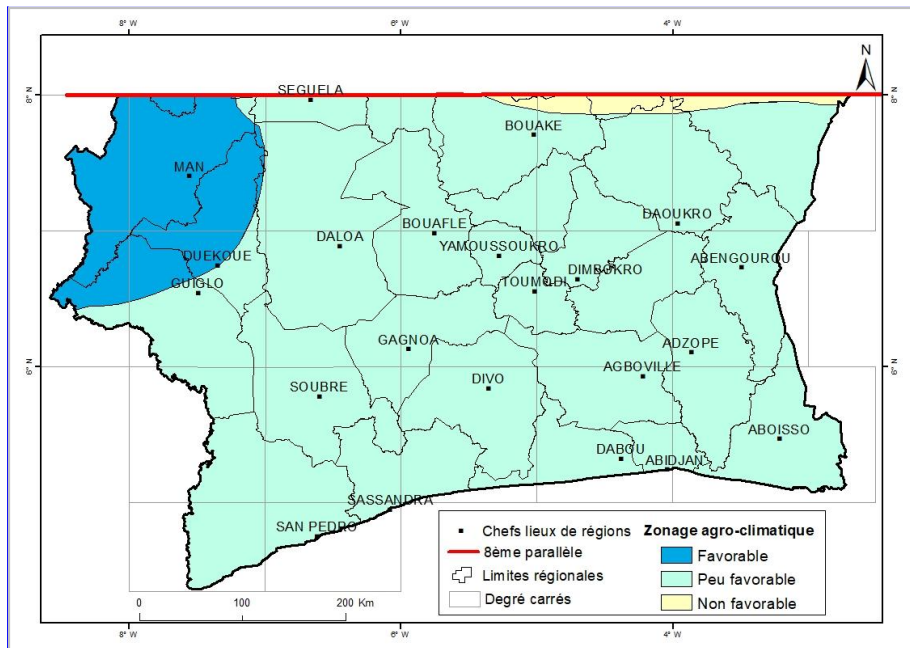 8° W
6° W
4° W
N
8° N
8° N
SEGUELA
BOUAKE
MAN
DAOUKRO
BOUAFLE
DALOA
YAMOUSSOUKRO
ABENGOUROU
DUEKOUE
DIMBOKRO
GUIGLO
TOUMODI
GAGNOA
ADZOPE
6° N
6° N
AGBOVILLE
DIVO
SOUBRE
ABOISSO
DABOU
ABIDJAN
SASSANDRA
SAN PEDRO
Chefs lieux de régions
8ème parallèle
Limites régionales
Degré carrés
Zonage agro-climatique
Favorable
Peu favorable
Non favorable
0 100 200 Km
8° W
6° W
4° W